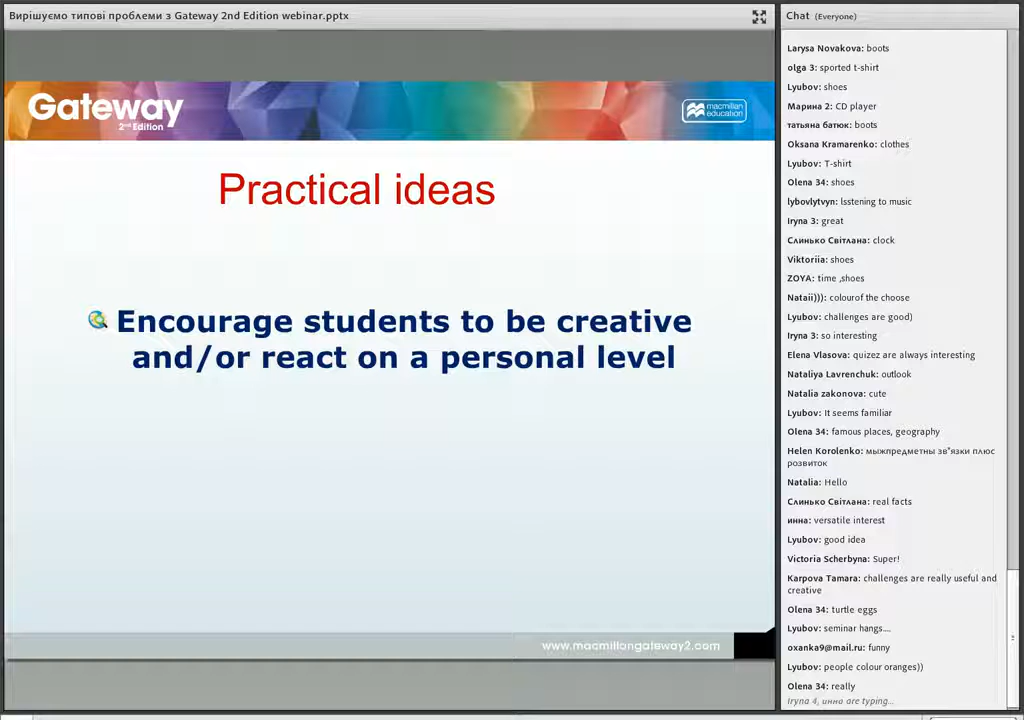 Вирішуємо типові проблеми з Gateway 2nd Edition webinar.pptx
Gateway
2nd Edition
macmillan
education
Practical ideas
Encourage students to be creative
and/or react on a personal level
www.macmillangateway2.com
Chat (Everyone)
Larysa Novakova: boots
olga 3: sported t-shirt
Lyubov: shoes
Марина 2: CD player
татьяна батюк: boots
Oksana Kramarenko: clothes
Lyubov: T-shirt
Olena 34: shoes
lybovlytvyn: lsstening to music
Iryna 3: great
Слинько Світлана: clock
Viktoriia: shoes
ZOYA: time ,shoes
Nataii))): colourof the choose
Lyubov: challenges are good)
Iryna 3: so interesting
Elena Vlasova: quizez are always interesting
Nataliya Lavrenchuk: outlook
Natalia zakonova: cute
Lyubov: It seems familiar
Olena 34: famous places, geography
Helen Korolenko: мыжпредметны зв"язки плюс
розвиток
Natalia: Hello
Слинько Світлана: real facts
инна: versatile interest
Lyubov: good idea
Victoria Scherbyna: Super!
Karpova Tamara: challenges are really useful and
creative
Olena 34: turtle eggs
Lyubov: seminar hangs....
oxanka9@mail.ru: funny
Lyubov: people colour oranges))
Olena 34: really
Iryna 4, инна are typing...